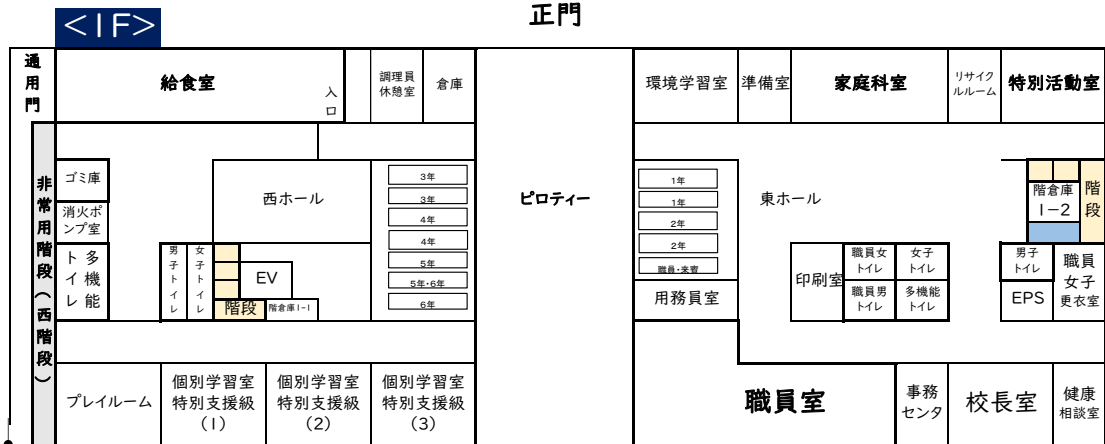 <1F>
正門
通用門
給食室
入口
調理員
休憩室
倉庫
環境学習室
準備室
家庭科室
リサイク
ルルーム
特別活動室
非常用階段(西階段)
ゴミ庫
消火ポ
ンプ室
多機能
トイレ
男子トイレ
女子トイレ
西ホール
EV
階段
階倉庫1-1
3年
3年
4年
4年
5年
5年・6年
6年
ピロティー
1年
1年
2年
2年
職員・来賓
用務員室
東ホール
印刷室
職員女
トイレ
女子
トイレ
職員男
トイレ
多機能
トイレ
階倉庫
1-2
階段
男子
トイレ
EPS
職員
女子
更衣室
プレイルーム
個別学習室
特別支援級
(1)
個別学習室
特別支援級
(2)
個別学習室
特別支援級
(3)
職員室
事務
センタ
校長室
健康
相談室